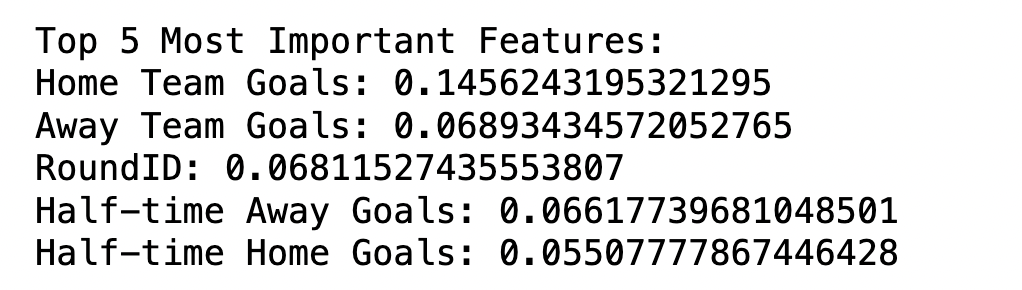 Top 5 Most Important Features:
Home Team Goals: 0.1456243195321295
Away Team Goals: 0.06893434572052765
RoundID: 0.06811527435553807
Half-time Away Goals: 0.06617739681048501
Half-time Home Goals: 0.05507777867446428